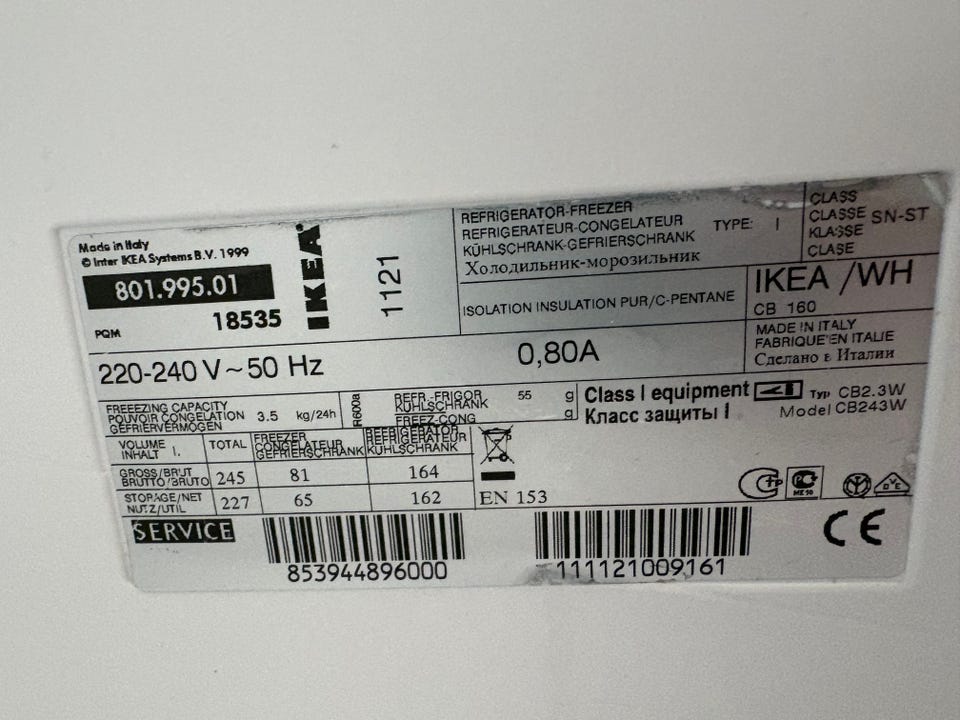 Made in Italy
© Inter IKEA Systems B.V. 1999
801.995.01
PQM 18535
IKEA
1121
REFRIGERATOR-FREEZER
REFRIGERATEUR-CONGELATEUR
KÜHLSCHRANK-GEFRIERSCHRANK
Холодильник-морозильник
TYPE: I
CLASS
CLASSE
KLASSE
CLASE
SN-ST
ISOLATION INSULATION PUR/C-PENTANE
IKEA /WH
CB 160
220-240 V ~ 50 Hz
0,80A
MADE IN ITALY
FABRIQUE'EN ITALIE
Сделано в Италии
FREEZING CAPACITY
POUVOIR CONGELATION
GEFRIERVERMÖGEN
3.5 kg/24h
R600a
REFR.-FRIGOR
KÜHLSCHRANK
55 g
FREEZ-CONG
g
Class I equipment
Класс защиты I
Typ CB2.3W
Model CB243W
VOLUME
INHALT l.
TOTAL
FREEZER
CONGELATEUR
GEFRIERSCHRANK
REFRIGERATOR
REFRIGERATEUR
KUHLSCHRANK
GROSS/BRUT
BRUTTO/BRUTO
245 81 164
STORAGE/NET
NUTZ/UTIL
227 65 162
EN 153
SERVICE
853944896000
111121009161
CE